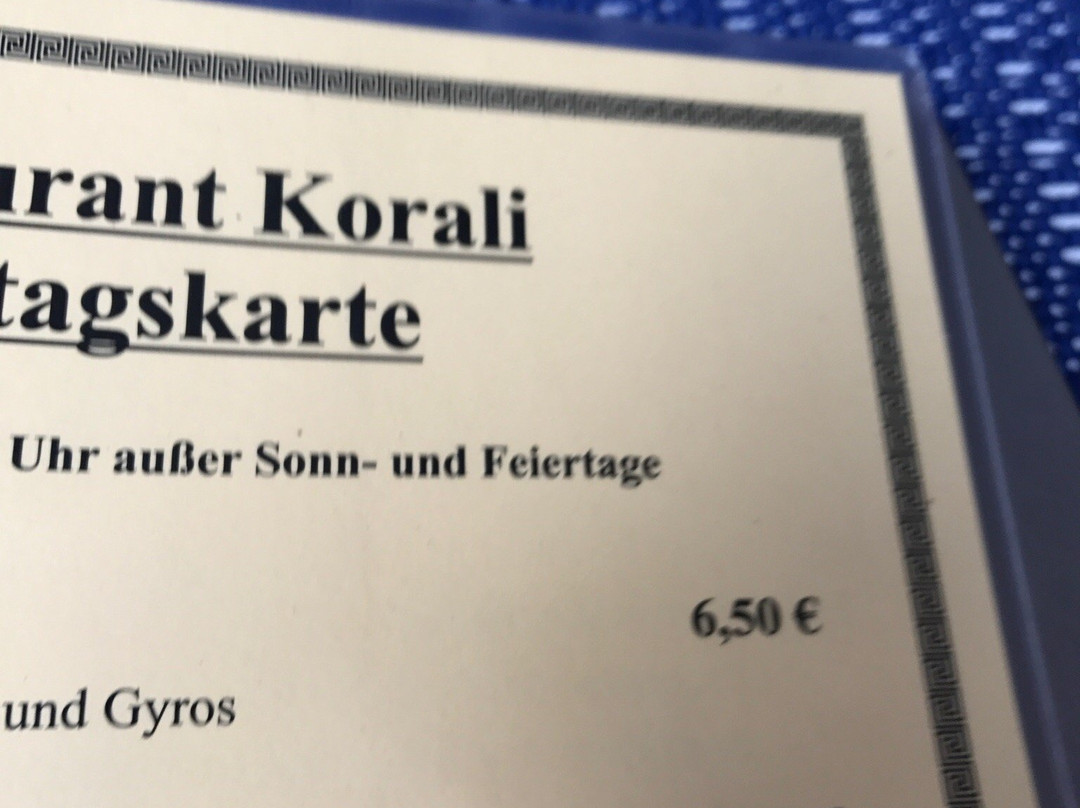 urant Korali
tagskarte
Uhr außer Sonn- und Feiertage
6,50 €
und Gyros